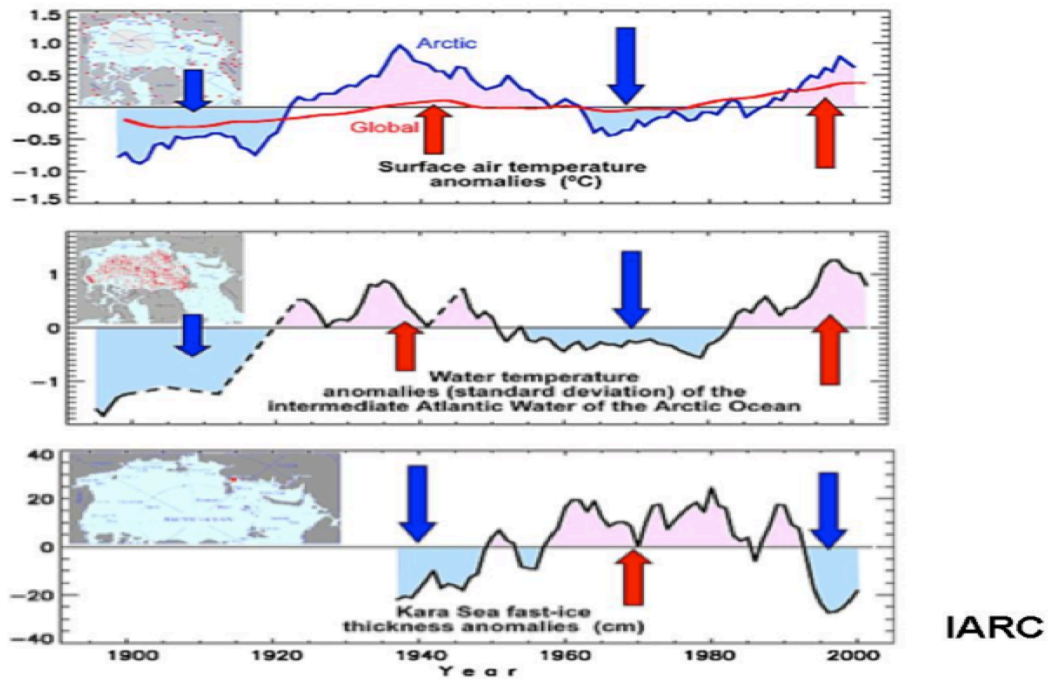 1.5
1.0
0.5
0.0
−0.5
−1.0
−1.5
Arctic
Global
Surface air temperature
anomalies (°C)
1
0
−1
Water temperature
anomalies (standard deviation) of the
intermediate Atlantic Water of the Arctic Ocean
40
20
0
−20
−40
Kara Sea fast-ice
thickness anomalies (cm)
1900 1920 1940 1960 1980 2000
Year
IARC